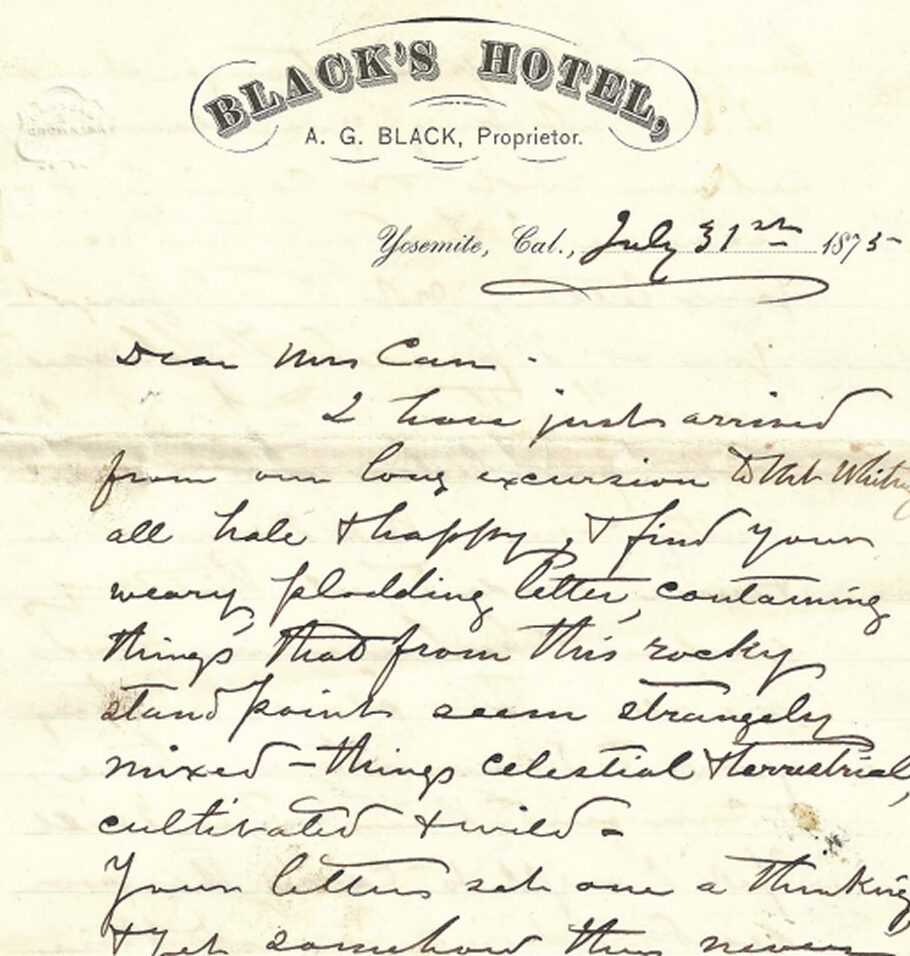 BLACK'S HOTEL,
A. G. BLACK, Proprietor.
Yosemite, Cal., July 31st 1875
Dear Mrs Carr -
I have just arrived
from our long excursion to Mt Whitney
all hale & happy, & find your
weary plodding letter, containing
things that from this rocky
standpoint seem strangely
mixed - things celestial & terrestrial,
cultivated & wild -
Your letters set one a thinking
& yet somehow they never